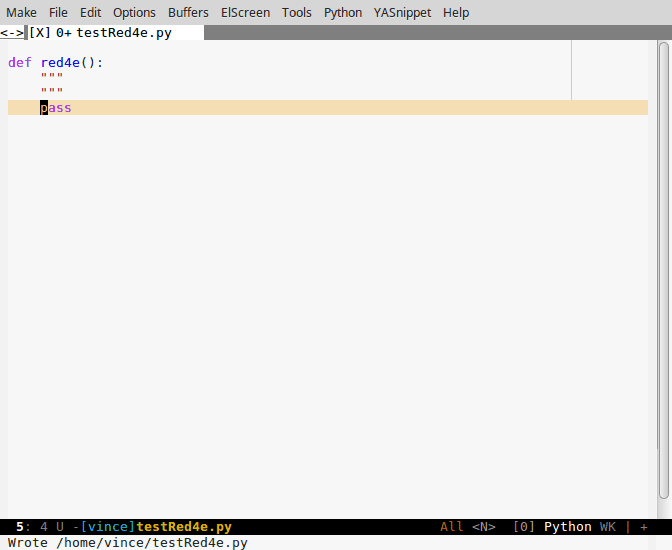 Make File Edit Options Buffers ElScreen Tools Python YASnippet Help
<->[X] 0+ testRed4e.py
def red4e():
    """
    """
    pass
5: 4 U -[vince]testRed4e.py All <N> [0] Python WK | +
Wrote /home/vince/testRed4e.py